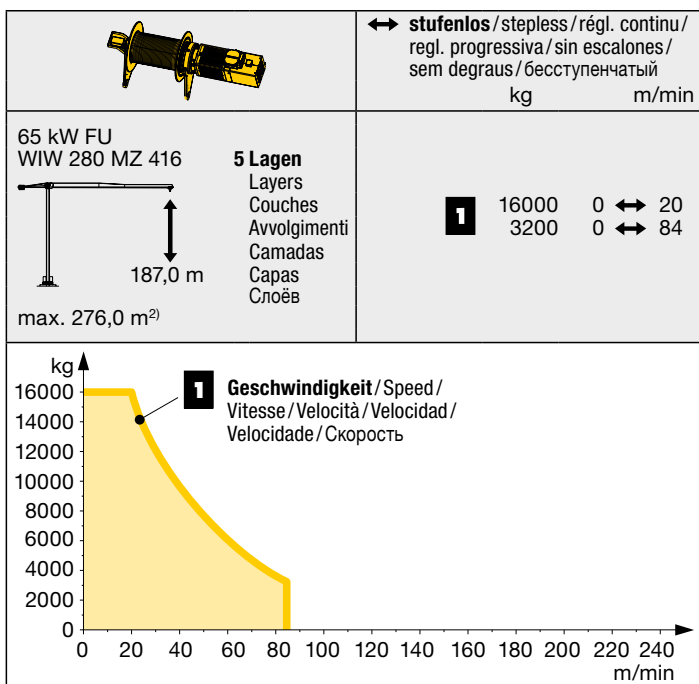 ↔ stufenlos/stepless/régl. continu/
regl. progressiva/sin escalones/
sem degraus/бесступенчатый
kg m/min
65 kW FU
WIW 280 MZ 416
187,0 m
max. 276,0 m²⁾
5 Lagen
Layers
Couches
Avvolgimenti
Camadas
Capas
Слоёв
1
16000 0 ↔ 20
3200 0 ↔ 84
kg
16000
14000
12000
10000
8000
6000
4000
2000
0
1
Geschwindigkeit/Speed/
Vitesse/Velocità/Velocidad/
Velocidade/Скорость
0 20 40 60 80 100 120 140 160 180 200 220 240
m/min